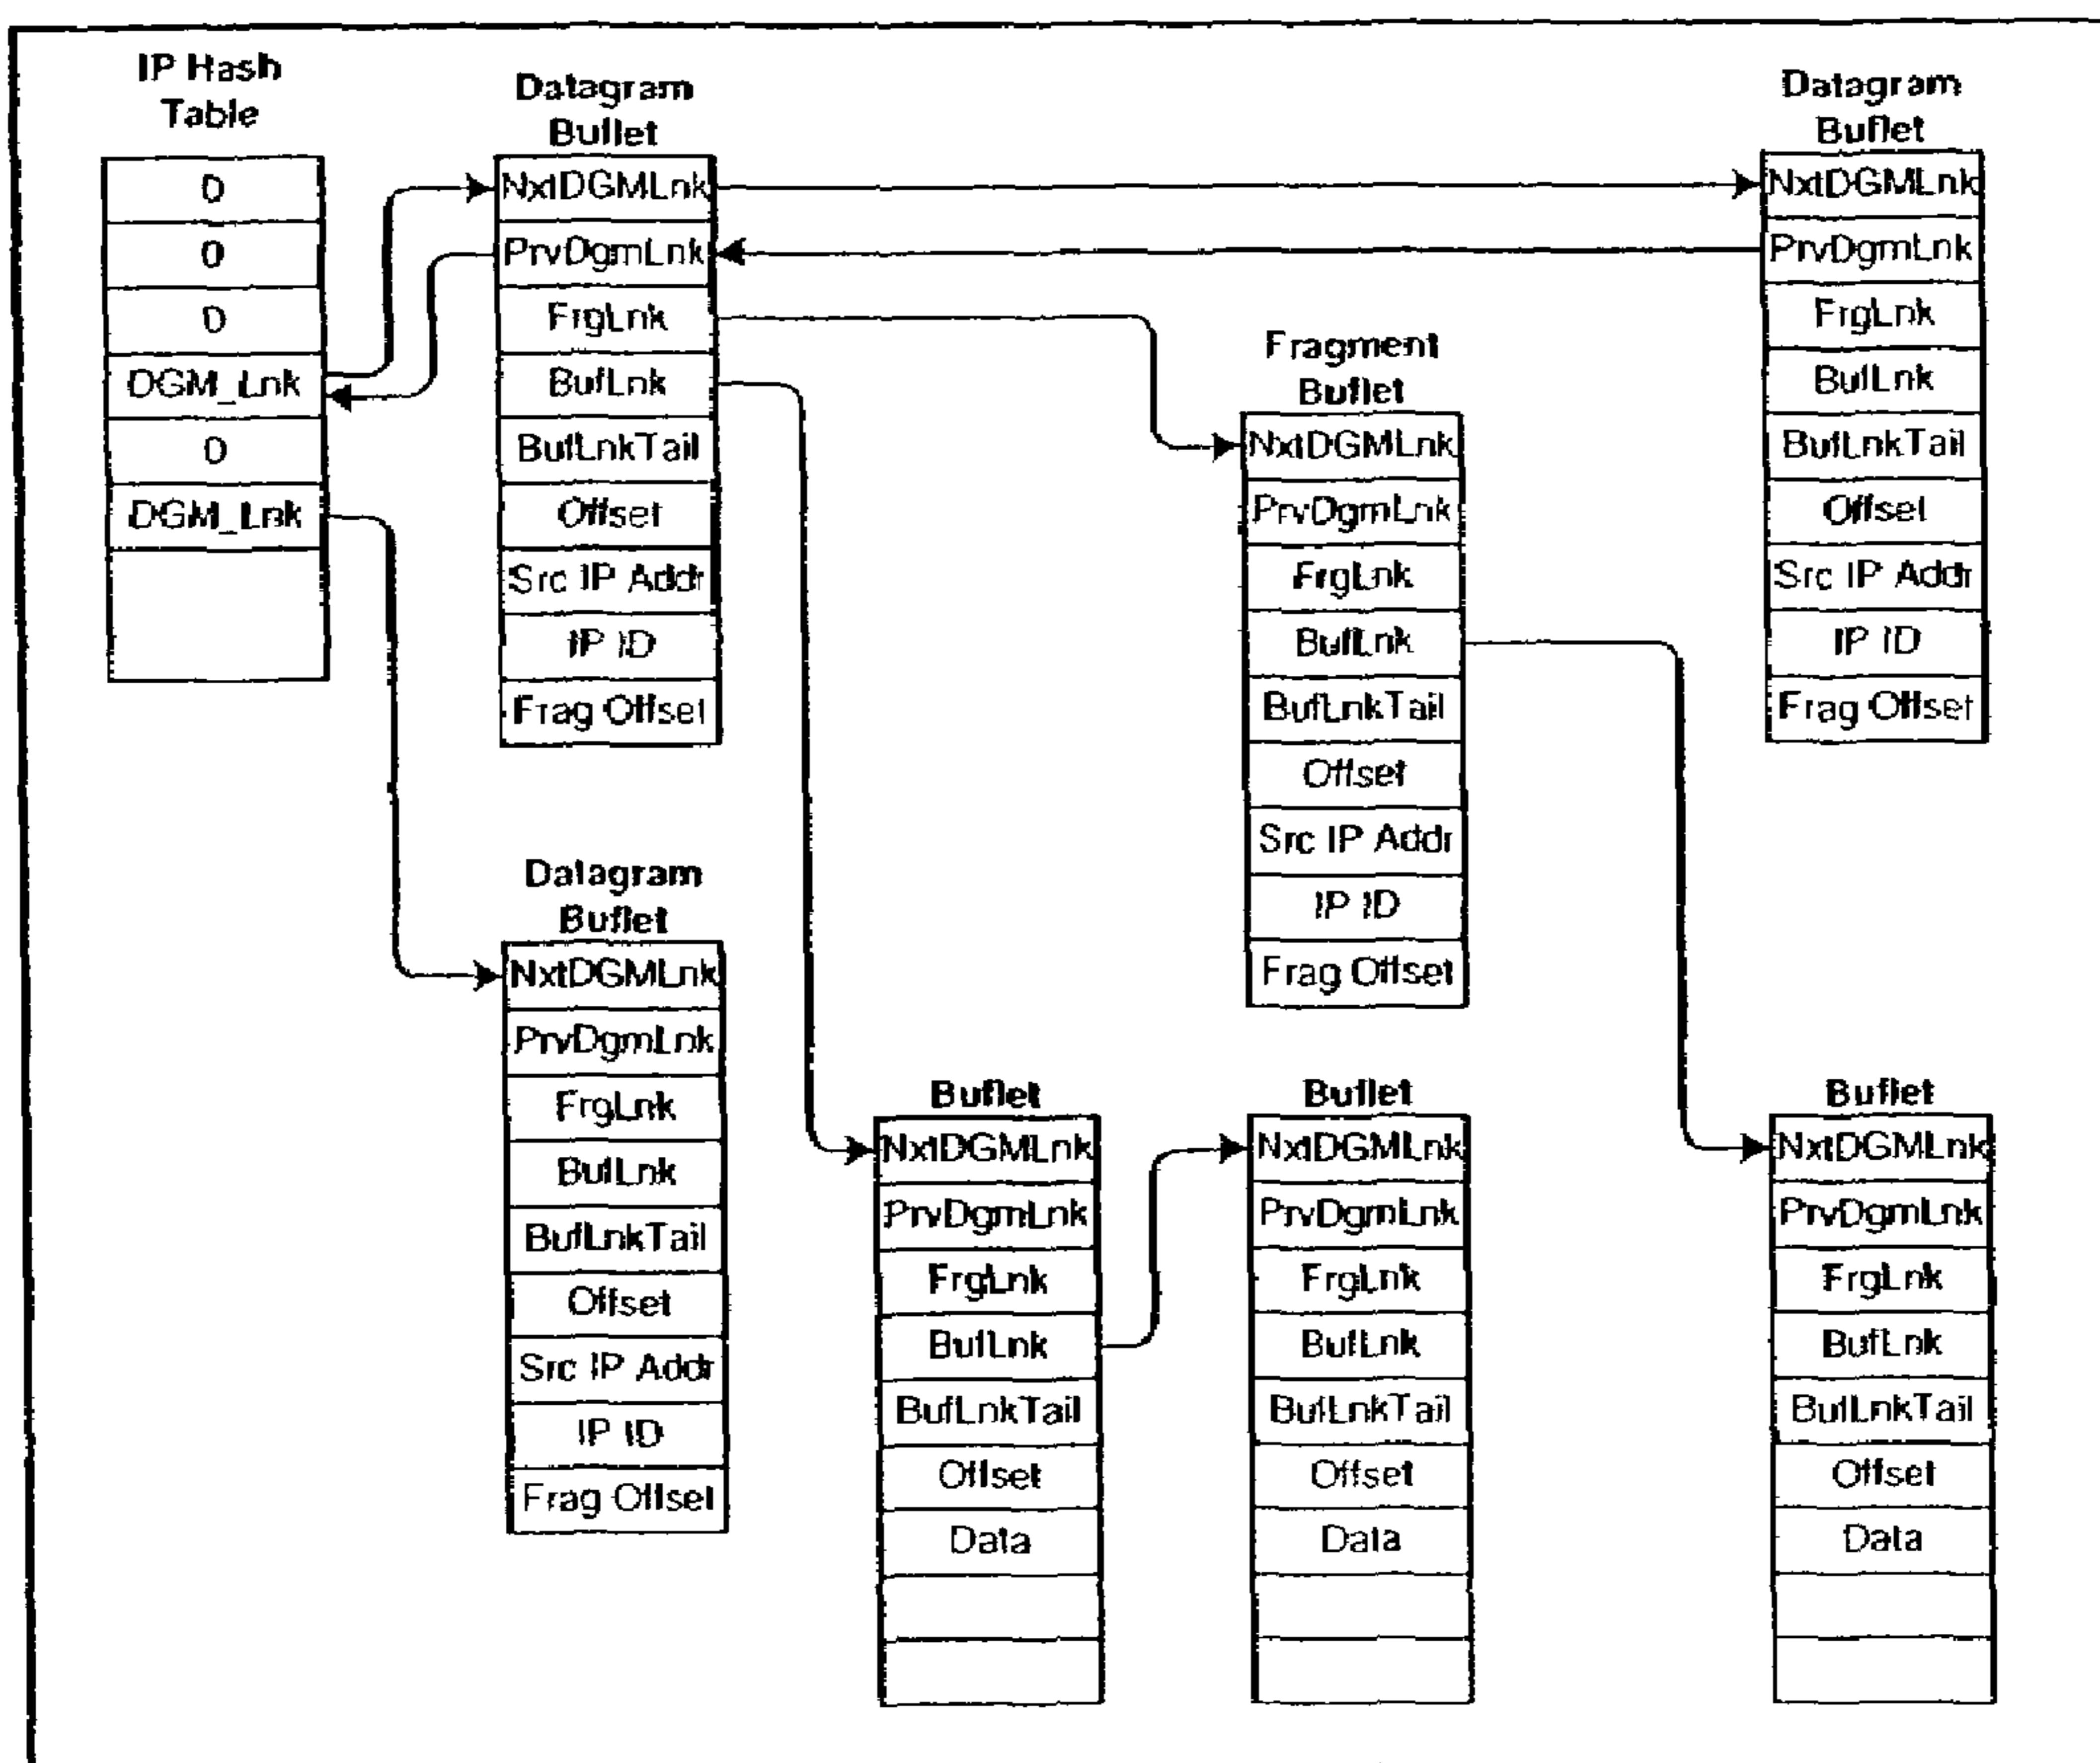 IP Hash
Table
0
0
0
DGM_Lnk
0
DGM_Lnk
Datagram
Buflet
NxtDGMLnk
PrvDgmLnk
FrgLnk
BufLnk
BufLnkTail
Offset
Src IP Addr
IP ID
Frag Offset
Datagram
Buflet
NxtDGMLnk
PrvDgmLnk
FrgLnk
BufLnk
BufLnkTail
Offset
Src IP Addr
IP ID
Frag Offset
Fragment
Buflet
NxtDGMLnk
PrvDgmLnk
FrgLnk
BufLnk
BufLnkTail
Offset
Src IP Addr
IP ID
Frag Offset
Datagram
Buflet
NxtDGMLnk
PrvDgmLnk
FrgLnk
BufLnk
BufLnkTail
Offset
Src IP Addr
IP ID
Frag Offset
Buflet
NxtDGMLnk
PrvDgmLnk
FrgLnk
BufLnk
BufLnkTail
Offset
Data
Buflet
NxtDGMLnk
PrvDgmLnk
FrgLnk
BufLnk
BufLnkTail
Offset
Data
Buflet
NxtDGMLnk
PrvDgmLnk
FrgLnk
BufLnk
BufLnkTail
Offset
Data